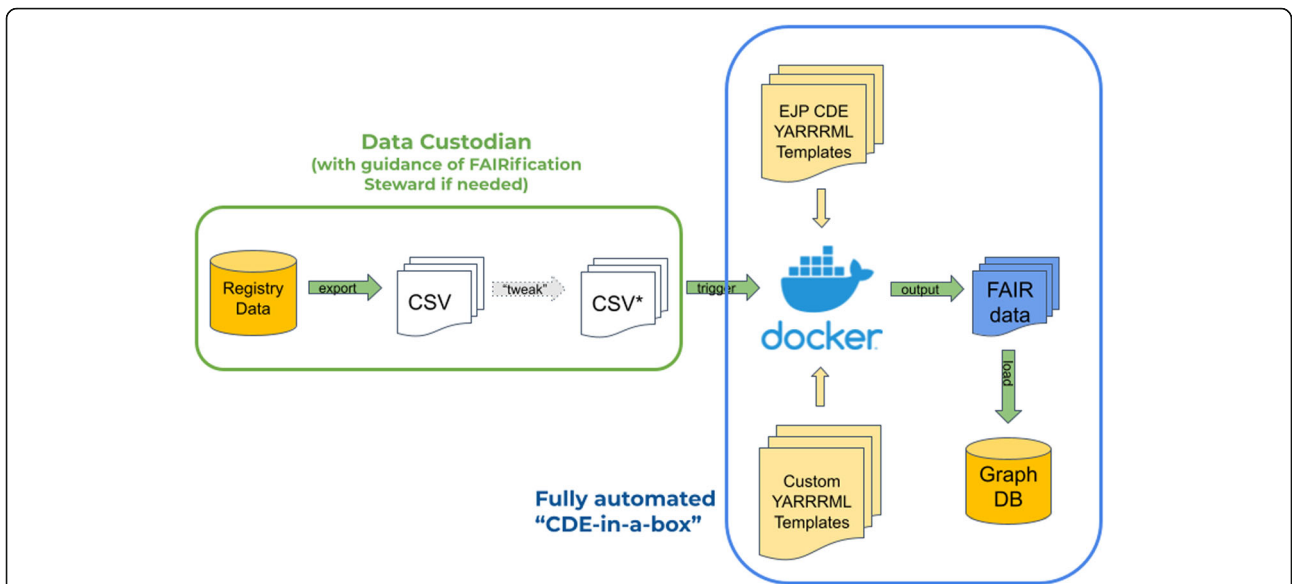 EJP CDE
YARRRML
Templates
Data Custodian
(with guidance of FAIRification
Steward if needed)
Registry
Data
export
CSV
"tweak"
CSV*
trigger
docker
output
FAIR
data
load
Custom
YARRRML
Templates
Graph
DB
Fully automated
“CDE-in-a-box”